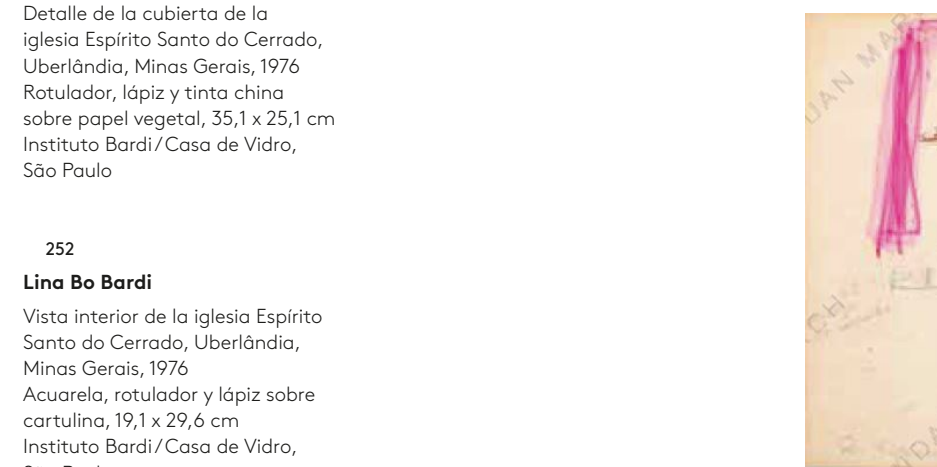 Detalle de la cubierta de la
iglesia Espírito Santo do Cerrado,
Uberlândia, Minas Gerais, 1976
Rotulador, lápiz y tinta china
sobre papel vegetal, 35,1 x 25,1 cm
Instituto Bardi/Casa de Vidro,
São Paulo
252
Lina Bo Bardi
Vista interior de la iglesia Espírito
Santo do Cerrado, Uberlândia,
Minas Gerais, 1976
Acuarela, rotulador y lápiz sobre
cartulina, 19,1 x 29,6 cm
Instituto Bardi/Casa de Vidro,